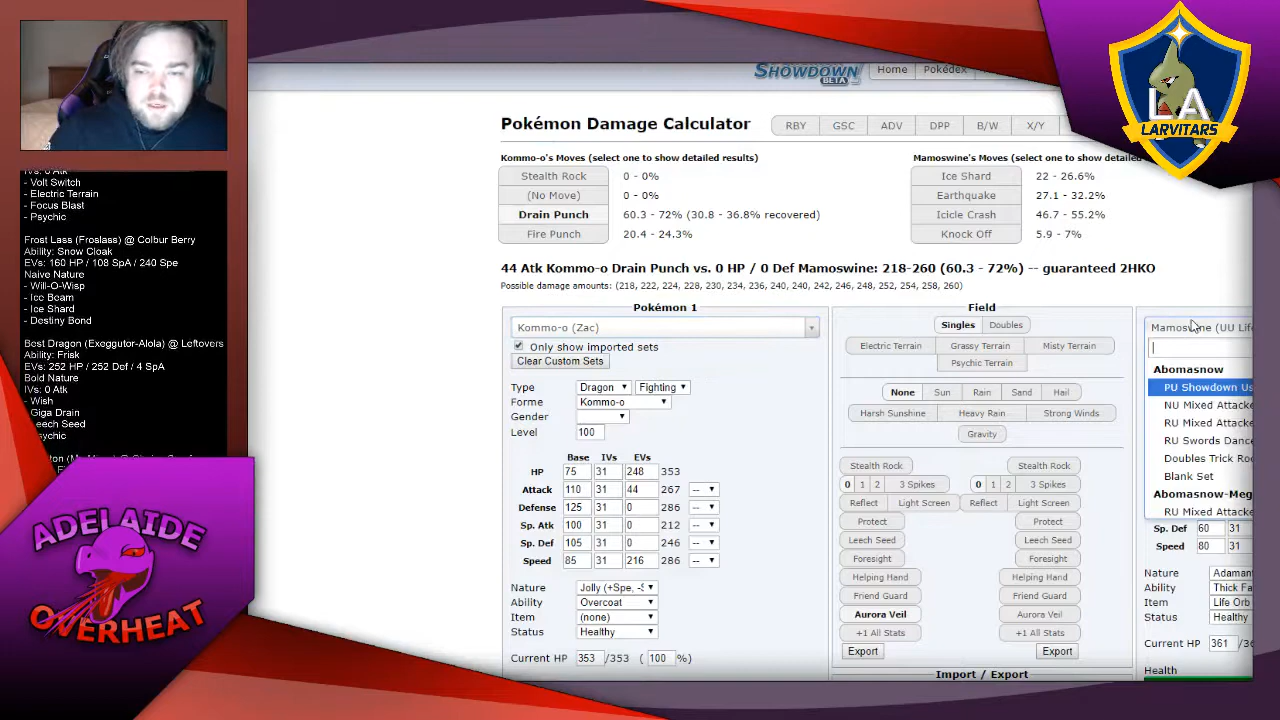 IVs: 0 Atk
- Volt Switch
- Electric Terrain
- Focus Blast
- Psychic
Frost Lass (Froslass) @ Colbur Berry
Ability: Snow Cloak
EVs: 160 HP / 108 SpA / 240 Spe
Naive Nature
- Will-O-Wisp
- Ice Beam
- Ice Shard
- Destiny Bond
Best Dragon (Exeggutor-Alola) @ Leftovers
Ability: Frisk
EVs: 252 HP / 252 Def / 4 SpA
Bold Nature
IVs: 0 Atk
- Wish
- Giga Drain
- Leech Seed
ADELAIDE
OVERHEAT
LA
LARVITARS
SHOWDOWN
BETA
Home
Pokédex
Pokémon Damage Calculator
RBY GSC ADV DPP B/W X/Y
Kommo-o's Moves (select one to show detailed results)
Stealth Rock 0 - 0%
(No Move) 0 - 0%
Drain Punch 60.3 - 72% (30.8 - 36.8% recovered)
Fire Punch 20.4 - 24.3%
Mamoswine's Moves (select one to show detailed
Ice Shard 22 - 26.6%
Earthquake 27.1 - 32.2%
Icicle Crash 46.7 - 55.2%
Knock Off 5.9 - 7%
44 Atk Kommo-o Drain Punch vs. 0 HP / 0 Def Mamoswine: 218-260 (60.3 - 72%) -- guaranteed 2HKO
Possible damage amounts: (218, 222, 224, 228, 230, 234, 236, 240, 240, 242, 246, 248, 252, 254, 258, 260)
Pokémon 1
Kommo-o (Zac)
Only show imported sets
Clear Custom Sets
Type Dragon Fighting
Forme Kommo-o
Gender
Level 100
Base IVs EVs
HP 75 31 248 353
Attack 110 31 44 267 --
Defense 125 31 0 286 --
Sp. Atk 100 31 0 212 --
Sp. Def 105 31 0 246 --
Speed 85 31 216 286 --
Nature Jolly (+Spe, -S
Ability Overcoat
Item (none)
Status Healthy
Current HP 353 /353 ( 100 %)
Field
Singles Doubles
Electric Terrain Grassy Terrain Misty Terrain
Psychic Terrain
None Sun Rain Sand Hail
Harsh Sunshine Heavy Rain Strong Winds
Gravity
Stealth Rock Stealth Rock
0 1 2 3 Spikes 0 1 2 3 Spikes
Reflect Light Screen Reflect Light Screen
Protect Protect
Leech Seed Leech Seed
Foresight Foresight
Helping Hand Helping Hand
Friend Guard Friend Guard
Aurora Veil Aurora Veil
+1 All Stats +1 All Stats
Export Export
Import / Export
Mamoswine (UU Life
Abomasnow
PU Showdown Us
NU Mixed Attacke
RU Mixed Attacke
RU Swords Dance
Doubles Trick Roo
Blank Set
Abomasnow-Meg
RU Mixed Attacke
Sp. Def 60 31
Speed 80 31
Nature Adamant
Ability Thick Fa
Item Life Orb
Status Healthy
Current HP 361 /36
Health